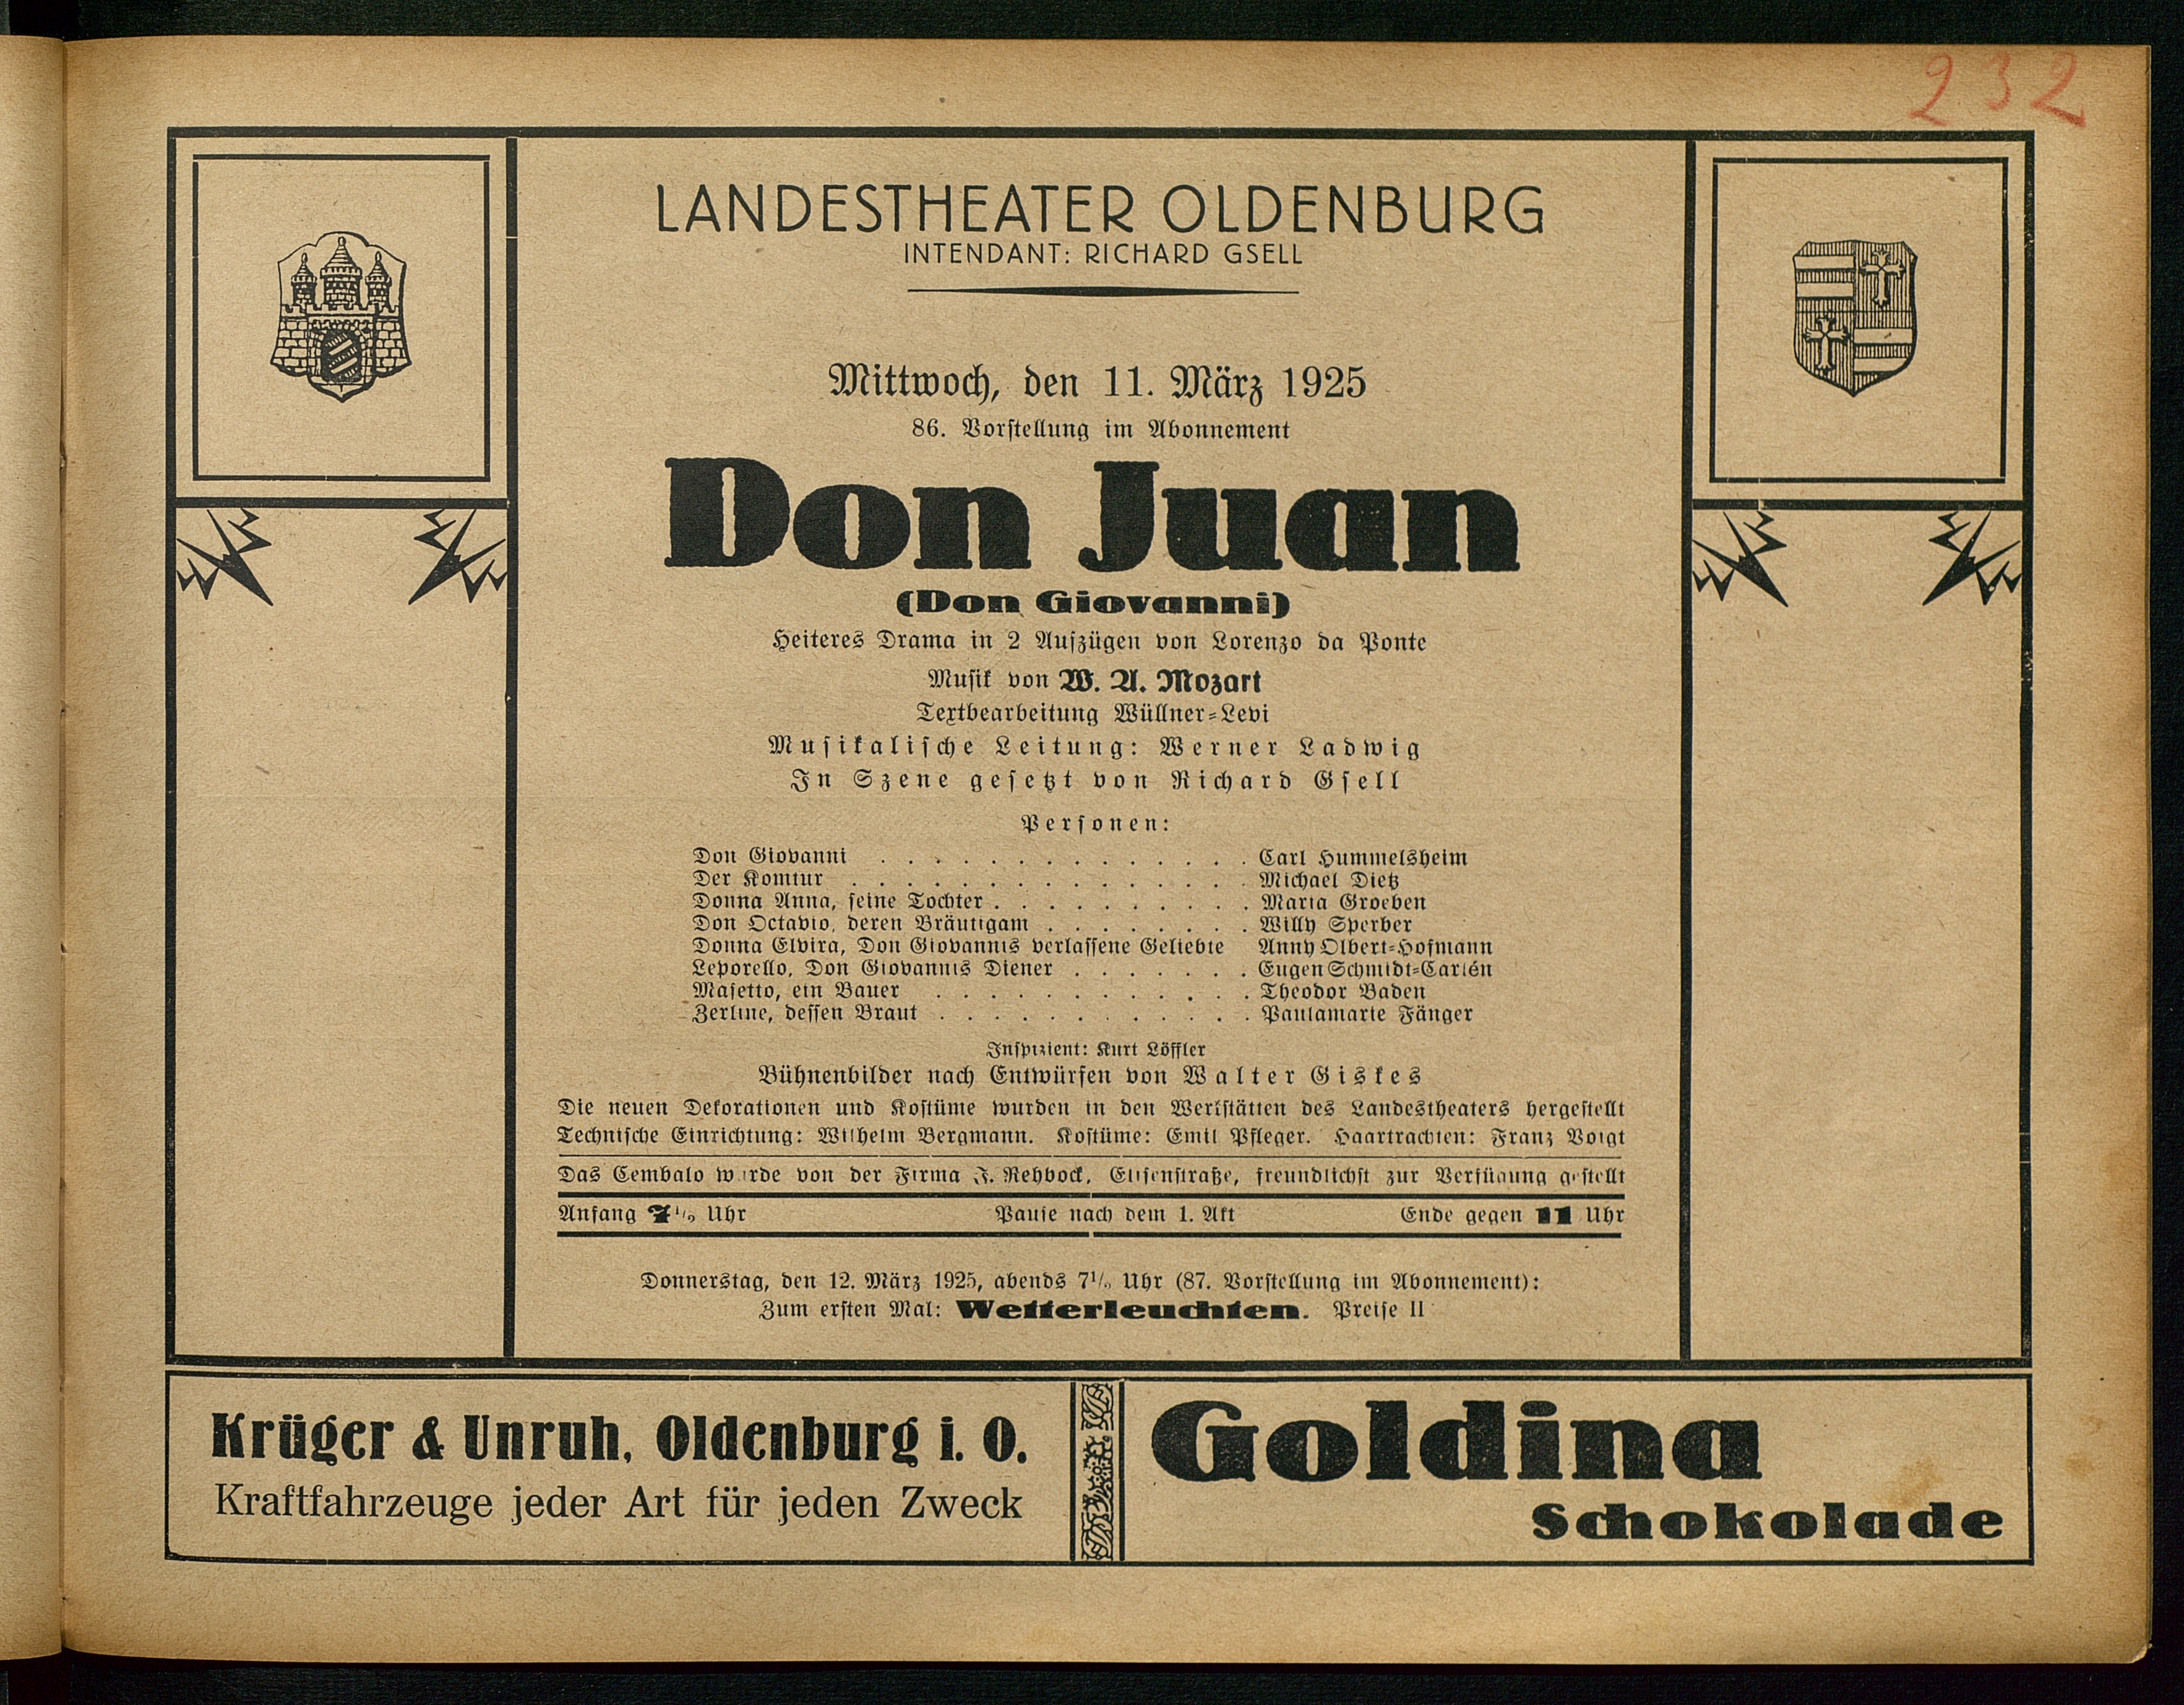 232
LANDESTHEATER OLDENBURG
INTENDANT: RICHARD GSELL
Mittwoch, den 11. März 1925
86. Vorstellung im Abonnement
Don Juan
(Don Giovanni)
Heiteres Drama in 2 Aufzügen von Lorenzo da Ponte
Musik von W. A. Mozart
Textbearbeitung Wüllner-Levi
Musikalische Leitung: Werner Ladwig
In Szene gesetzt von Richard Gsell
Personen:
Don Giovanni . . . . . . . . . . . . . . Carl Hummelsheim
Der Komtur . . . . . . . . . . . . . . . Michael Dietz
Donna Anna, seine Tochter . . . . . . . . . . Maria Groeben
Don Octavio, deren Bräutigam . . . . . . . . Willy Sperber
Donna Elvira, Don Giovannis verlassene Geliebte Anny Olbert-Hofmann
Leporello, Don Giovannis Diener . . . . . . . Eugen Schmidt-Carlén
Masetto, ein Bauer . . . . . . . . . . . . Theodor Baden
Zerline, dessen Braut . . . . . . . . . . . . Paulamarie Fänger
Inspizient: Kurt Löffler
Bühnenbilder nach Entwürfen von Walter Giskes
Die neuen Dekorationen und Kostüme wurden in den Werkstätten des Landestheaters hergestellt
Technische Einrichtung: Wilhelm Bergmann. Kostüme: Emil Pfleger. Haartrachten: Franz Voigt
Das Cembalo wurde von der Firma J. Rehbock, Elisenstraße, freundlichst zur Verfügung gestellt
Anfang 7½ Uhr Pause nach dem 1. Akt Ende gegen 11 Uhr
Donnerstag, den 12. März 1925, abends 7½ Uhr (87. Vorstellung im Abonnement):
Zum ersten Mal: Wetterleuchten. Preise II
Krüger & Unruh, Oldenburg i. O.
Kraftfahrzeuge jeder Art für jeden Zweck
Goldina
Schokolade